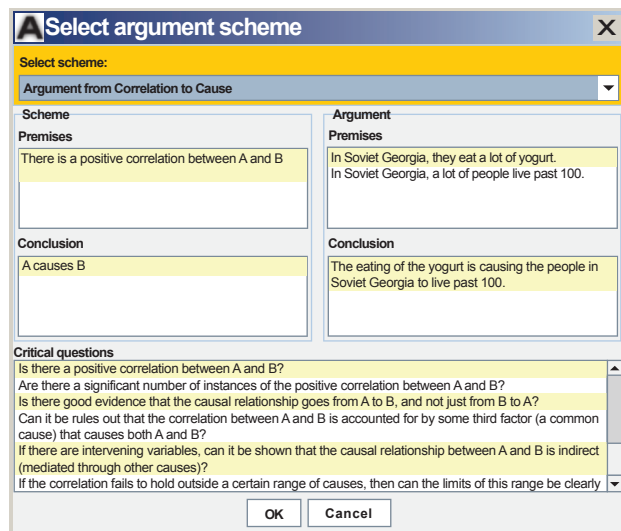 A Select argument scheme X
Select scheme:
Argument from Correlation to Cause
Scheme
Premises
There is a positive correlation between A and B
Conclusion
A causes B
Argument
Premises
In Soviet Georgia, they eat a lot of yogurt.
In Soviet Georgia, a lot of people live past 100.
Conclusion
The eating of the yogurt is causing the people in
Soviet Georgia to live past 100.
Critical questions
Is there a positive correlation between A and B?
Are there a significant number of instances of the positive correlation between A and B?
Is there good evidence that the causal relationship goes from A to B, and not just from B to A?
Can it be rules out that the correlation between A and B is accounted for by some third factor (a common
cause) that causes both A and B?
If there are intervening variables, can it be shown that the causal relationship between A and B is indirect
(mediated through other causes)?
If the correlation fails to hold outside a certain range of causes, then can the limits of this range be clearly
OK
Cancel